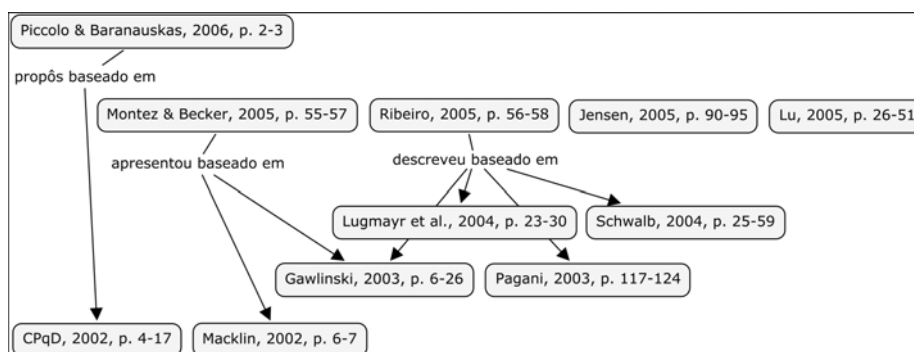 Piccolo & Baranauskas, 2006, p. 2-3
propôs baseado em
Montez & Becker, 2005, p. 55-57
Ribeiro, 2005, p. 56-58
Jensen, 2005, p. 90-95
Lu, 2005, p. 26-51
apresentou baseado em
descreveu baseado em
Lugmayr et al., 2004, p. 23-30
Schwalb, 2004, p. 25-59
Gawlinski, 2003, p. 6-26
Pagani, 2003, p. 117-124
CPqD, 2002, p. 4-17
Macklin, 2002, p. 6-7